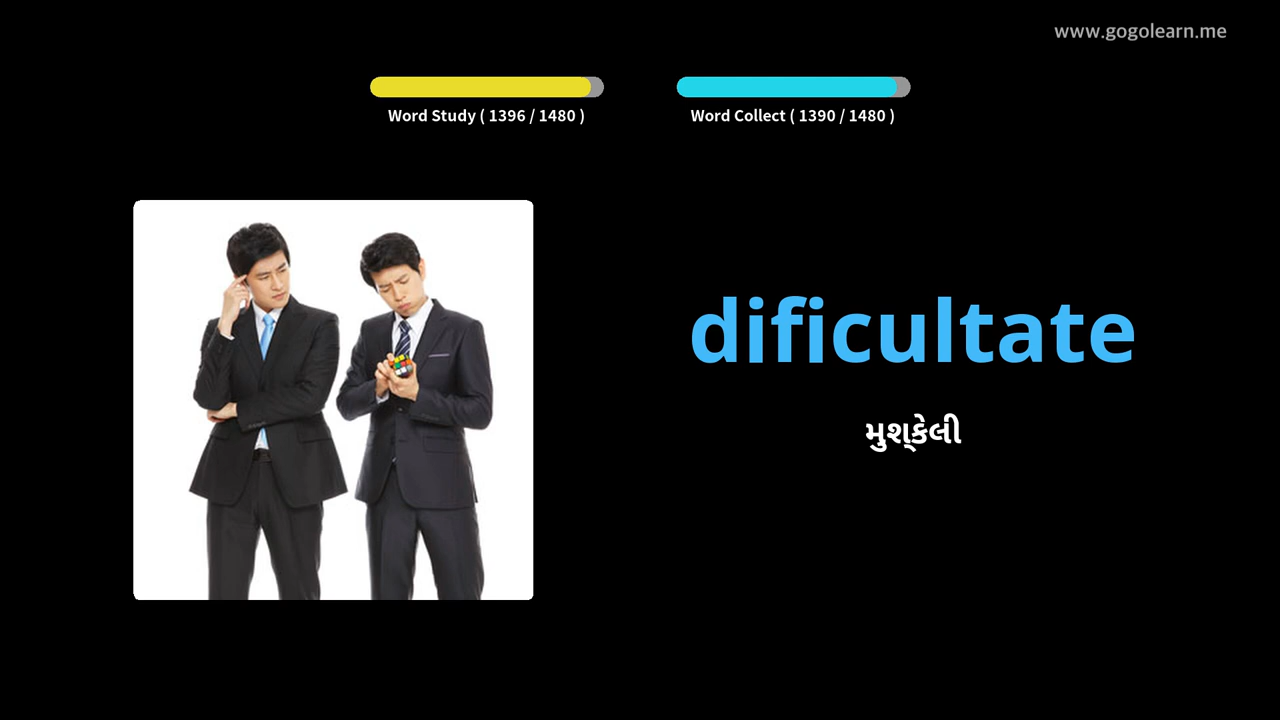 www.gogolearn.me
Word Study ( 1396 / 1480 )
Word Collect ( 1390 / 1480 )
dificultate
મુશ્કેલી